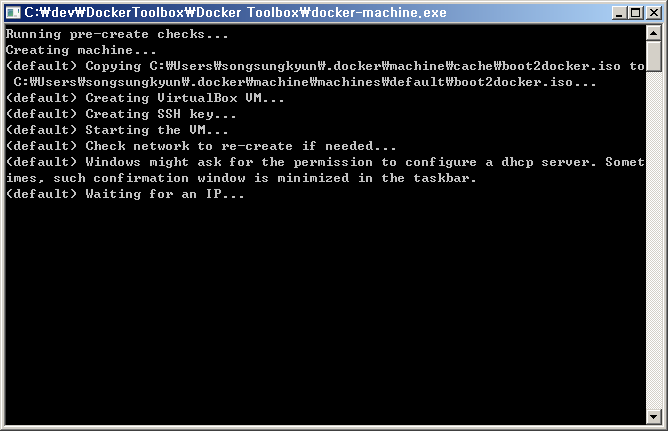 C:₩dev₩DockerToolbox₩Docker Toolbox₩docker-machine.exe
Running pre-create checks...
Creating machine...
(default) Copying C:₩Users₩songsungkyun₩.docker₩machine₩cache₩boot2docker.iso to
C:₩Users₩songsungkyun₩.docker₩machine₩machines₩default₩boot2docker.iso...
(default) Creating VirtualBox VM...
(default) Creating SSH key...
(default) Starting the VM...
(default) Check network to re-create if needed...
(default) Windows might ask for the permission to configure a dhcp server. Somet
imes, such confirmation window is minimized in the taskbar.
(default) Waiting for an IP...